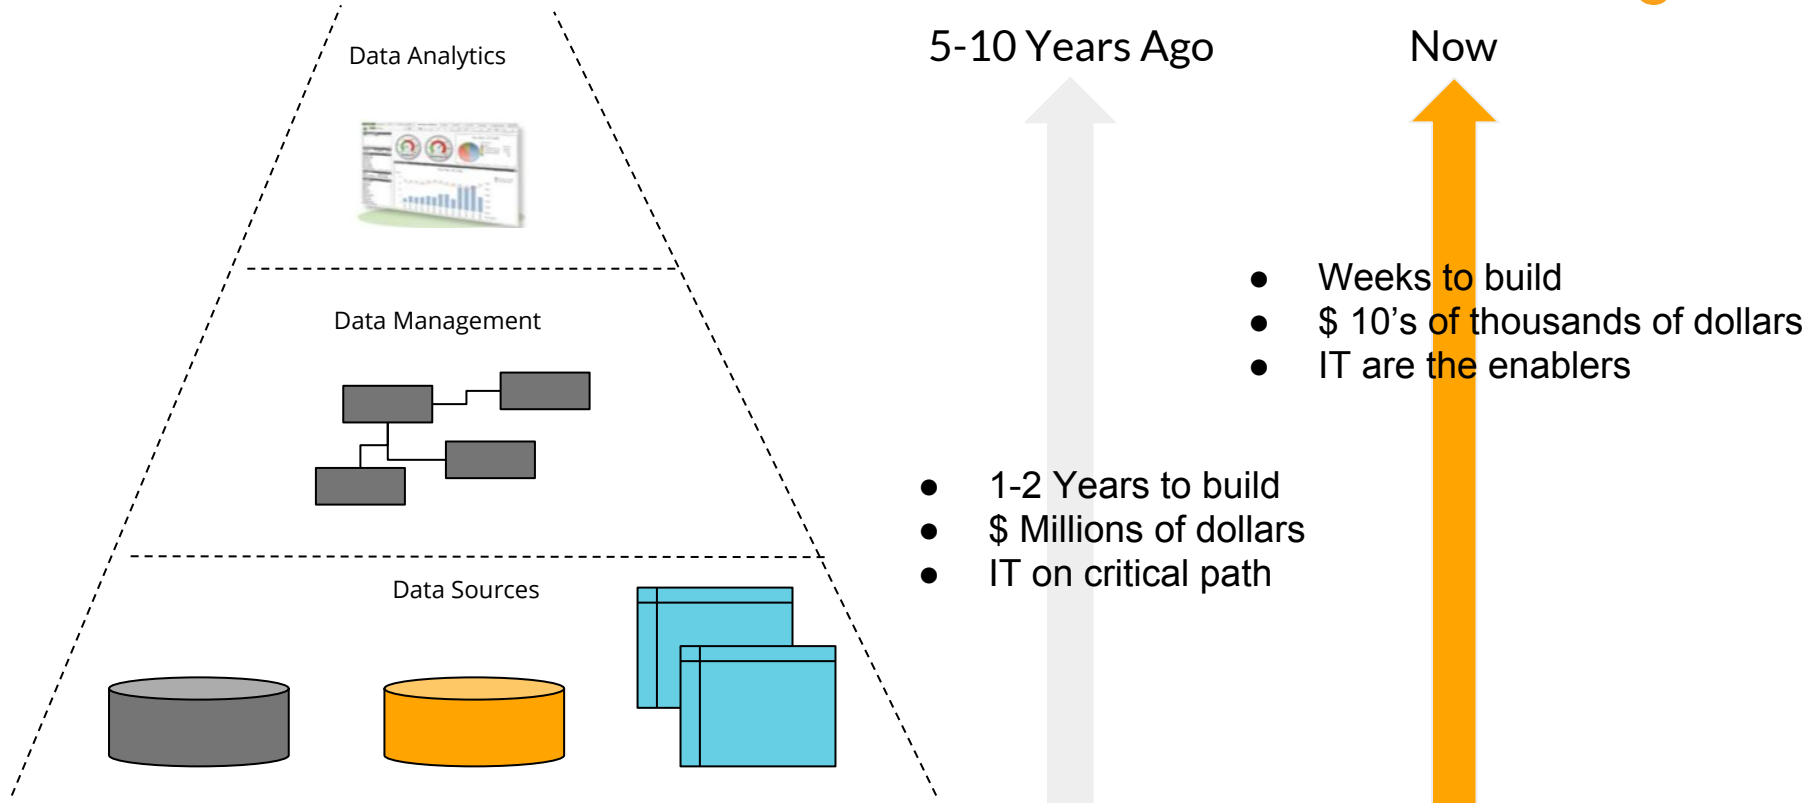 Data Analytics
Data Management
Data Sources
5-10 Years Ago
● 1-2 Years to build
● $ Millions of dollars
● IT on critical path
Now
● Weeks to build
● $ 10’s of thousands of dollars
● IT are the enablers